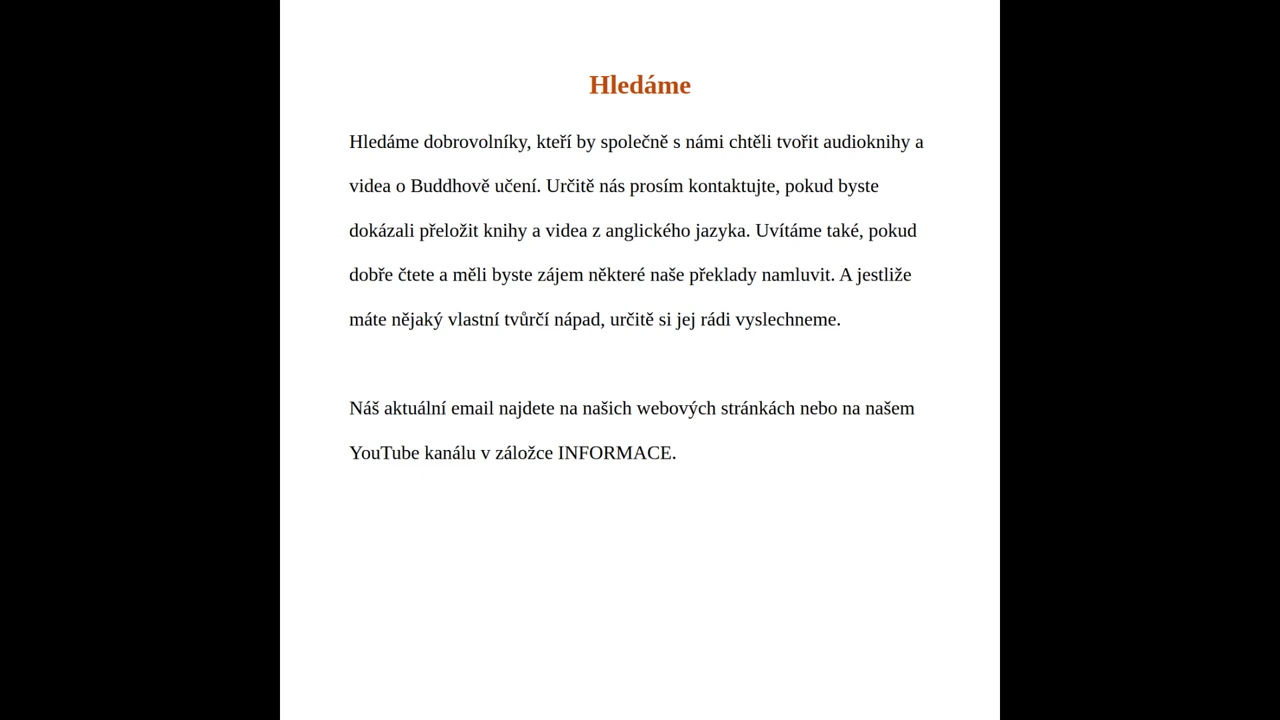 Hledáme
Hledáme dobrovolníky, kteří by společně s námi chtěli tvořit audioknihy a
videa o Buddhově učení. Určitě nás prosím kontaktujte, pokud byste
dokázali přeložit knihy a videa z anglického jazyka. Uvítáme také, pokud
dobře čtete a měli byste zájem některé naše překlady namluvit. A jestliže
máte nějaký vlastní tvůrčí nápad, určitě si jej rádi vyslechneme.
Náš aktuální email najdete na našich webových stránkách nebo na našem
YouTube kanálu v záložce INFORMACE.